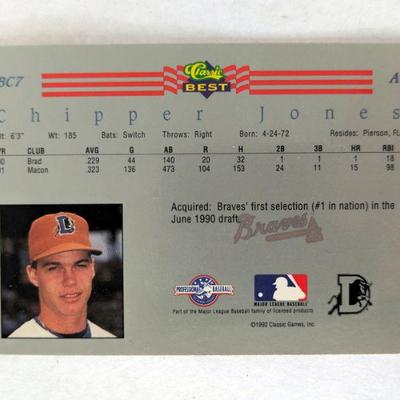 BC7
Classic
BEST
Chipper Jones
Ht: 6'3" Wt: 185 Bats: Switch Throws: Right Born: 4-24-72 Resides: Pierson, FL
YR CLUB AVG G AB R H 2B 3B HR RBI
90 Brad .229 44 140 20 32 1 1 1 18
91 Macon .323 136 473 104 153 24 11 15 98
Acquired: Braves' first selection (#1 in nation) in the
June 1990 draft.
Braves
D
PROFESSIONAL BASEBALL
MAJOR LEAGUE BASEBALL
D
Part of the Major League Baseball family of licensed products
©1992 Classic Games, Inc.